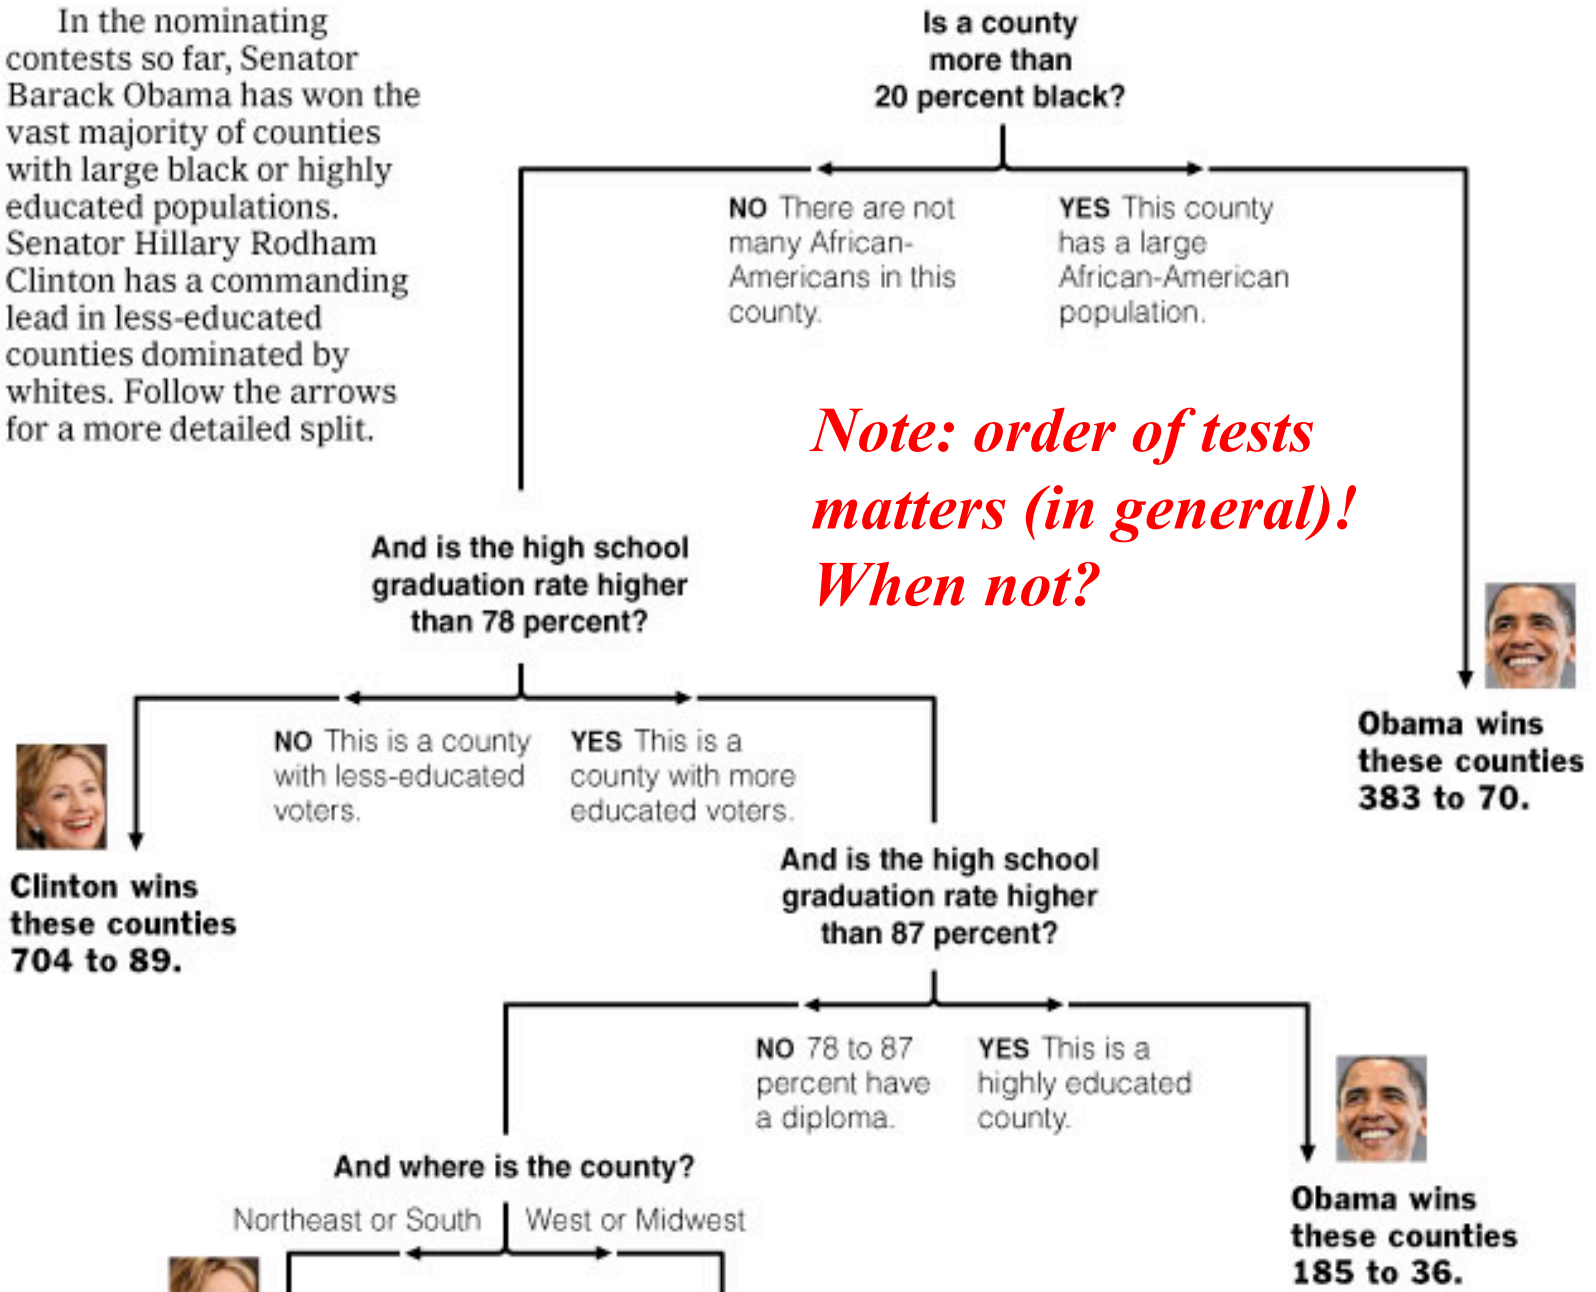 In the nominating
contests so far, Senator
Barack Obama has won the
vast majority of counties
with large black or highly
educated populations.
Senator Hillary Rodham
Clinton has a commanding
lead in less-educated
counties dominated by
whites. Follow the arrows
for a more detailed split.
Is a county
more than
20 percent black?
NO There are not
many African-
Americans in this
county.
YES This county
has a large
African-American
population.
Note: order of tests
matters (in general)!
When not?
And is the high school
graduation rate higher
than 78 percent?
Obama wins
these counties
383 to 70.
NO This is a county
with less-educated
voters.
YES This is a
county with more
educated voters.
Clinton wins
these counties
704 to 89.
And is the high school
graduation rate higher
than 87 percent?
NO 78 to 87
percent have
a diploma.
YES This is a
highly educated
county.
And where is the county?
Northeast or South
West or Midwest
Obama wins
these counties
185 to 36.